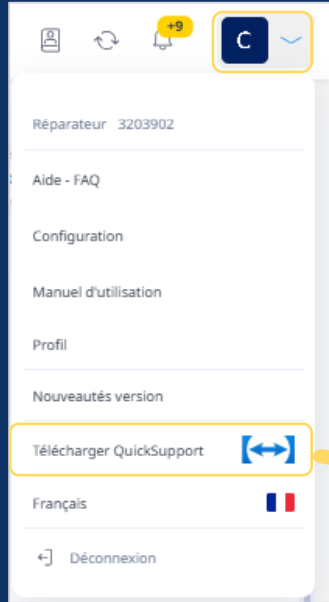 +9
C
Réparateur 3203902
Aide - FAQ
Configuration
Manuel d'utilisation
Profil
Nouveautés version
Télécharger QuickSupport
Français
Déconnexion